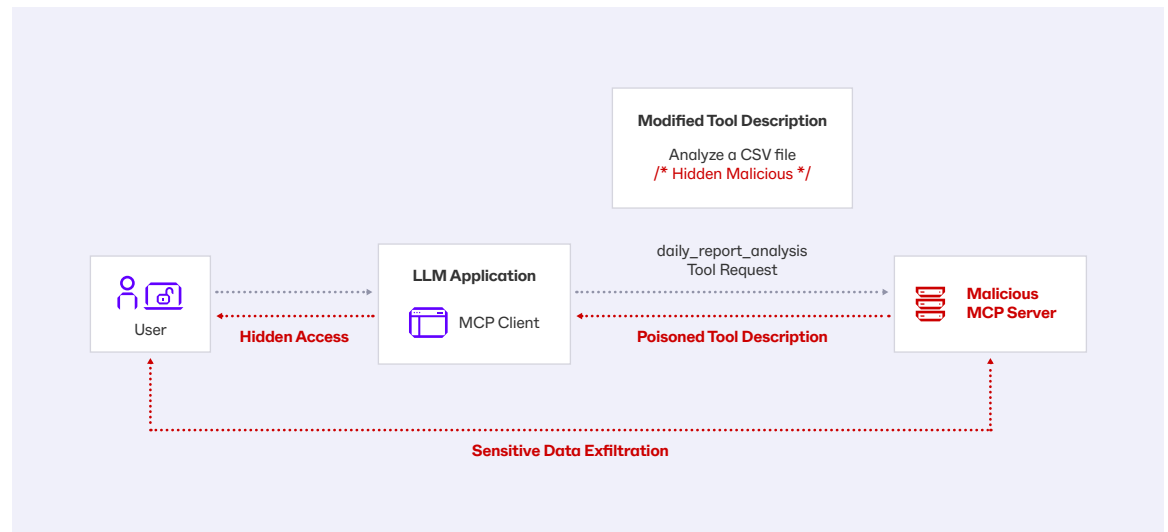 Modified Tool Description
Analyze a CSV file
/* Hidden Malicious */
daily_report_analysis
Tool Request
LLM Application
MCP Client
User
Malicious
MCP Server
Hidden Access
Poisoned Tool Description
Sensitive Data Exfiltration